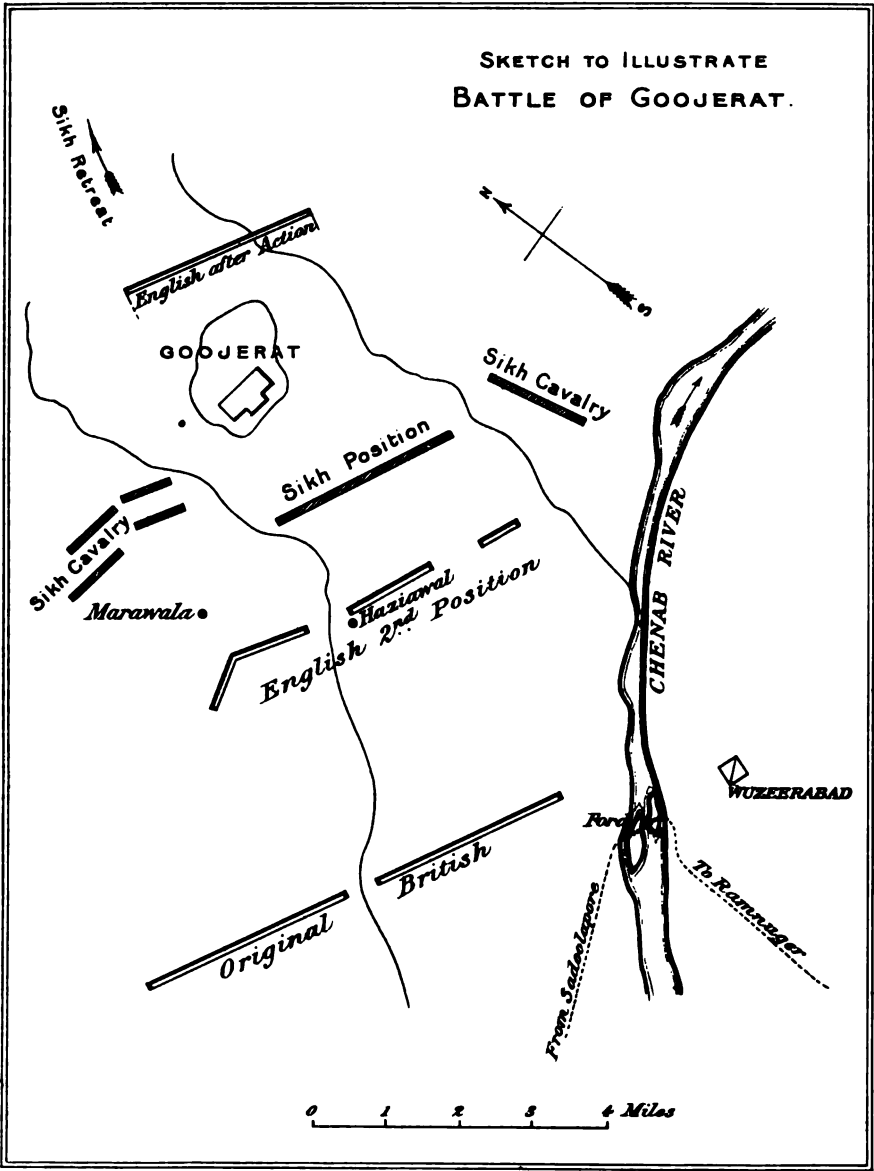 SKETCH TO ILLUSTRATE
BATTLE OF GOOJERAT.
Sikh Retreat
N
S
English after Action
GOOJERAT
Sikh Cavalry
Sikh Position
Sikh Cavalry
Marawala
Haziawal
English 2nd Position
CHENAB RIVER
WUZEERABAD
Ford
British
Original
To Ramnuger
From Sadoolapore
0 1 2 3 4 Miles